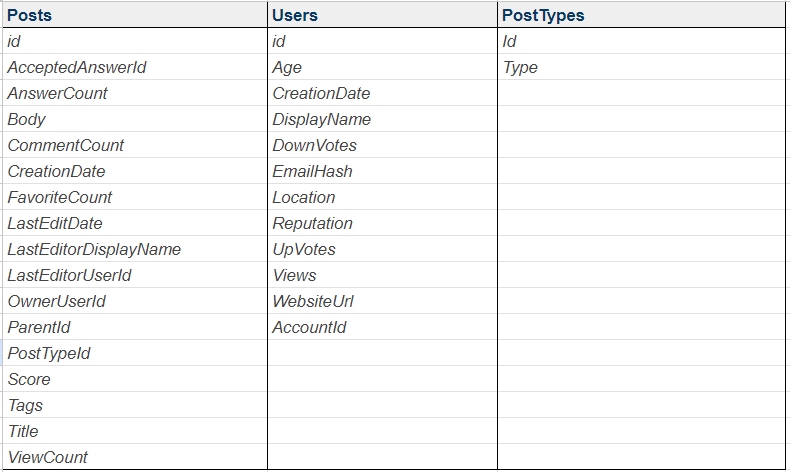 Posts Users PostTypes
id id Id
AcceptedAnswerId Age Type
AnswerCount CreationDate
Body DisplayName
CommentCount DownVotes
CreationDate EmailHash
FavoriteCount Location
LastEditDate Reputation
LastEditorDisplayName UpVotes
LastEditorUserId Views
OwnerUserId WebsiteUrl
ParentId AccountId
PostTypeId
Score
Tags
Title
ViewCount